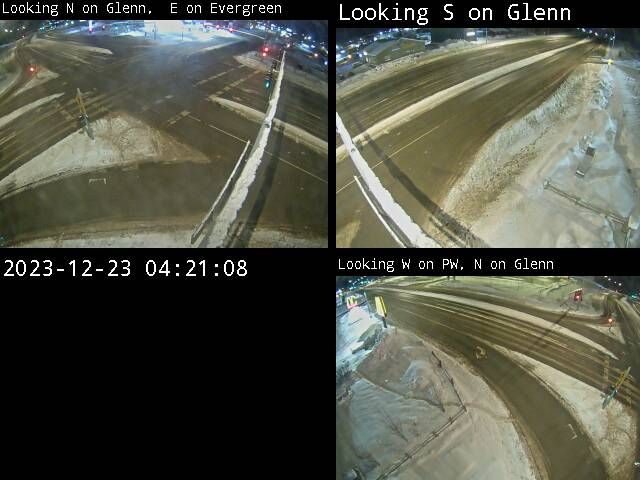 Looking N on Glenn, E on Evergreen
Looking S on Glenn
2023-12-23 04:21:08
Looking W on PW, N on Glenn